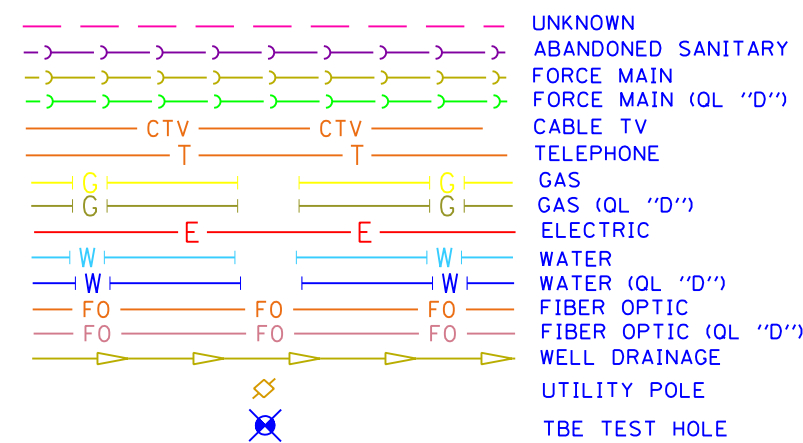 UNKNOWN
ABANDONED SANITARY
FORCE MAIN
FORCE MAIN (QL "D")
CTV CTV CABLE TV
T T TELEPHONE
G G GAS
G G GAS (QL "D")
E E ELECTRIC
W W WATER
W W WATER (QL "D")
FO FO FO FIBER OPTIC
FO FO FO FIBER OPTIC (QL "D")
WELL DRAINAGE
UTILITY POLE
TBE TEST HOLE